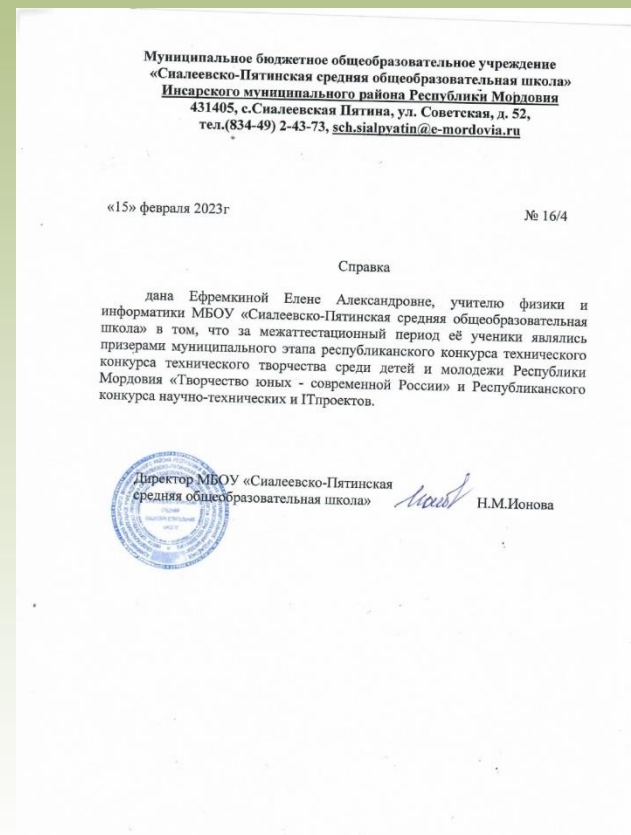 Муниципальное бюджетное общеобразовательное учреждение
«Сиалеевско-Пятинская средняя общеобразовательная школа»
Инсарского муниципального района Республики Мордовия
431405, с.Сиалеевская Пятина, ул. Советская, д. 52,
тел.(834-49) 2-43-73, sch.sialpyatin@e-mordovia.ru
«15» февраля 2023г
№ 16/4
Справка
дана Ефремкиной Елене Александровне, учителю физики и
информатики МБОУ «Сиалеевско-Пятинская средняя общеобразовательная
школа» в том, что за межаттестационный период её ученики являлись
призерами муниципального этапа республиканского конкурса технического
конкурса технического творчества среди детей и молодежи Республики
Мордовия «Творчество юных - современной России» и Республиканского
конкурса научно-технических и ITпроектов.
Директор МБОУ «Сиалеевско-Пятинская
средняя общеобразовательная школа»
Н.М.Ионова